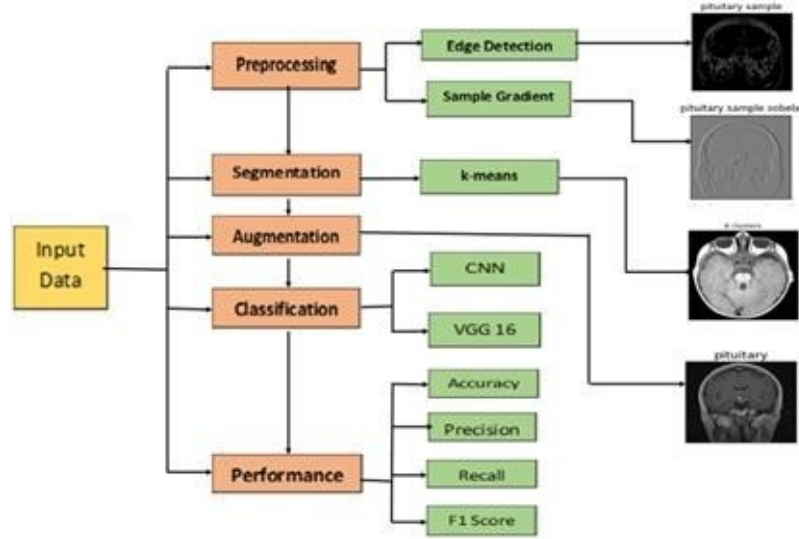 pituitary sample
Edge Detection
Preprocessing
Sample Gradient
pituitary sample sobelx
Segmentation
k-means
Augmentation
Input
Data
CNN
Classification
VGG 16
pituitary
Accuracy
Precision
Performance
Recall
F1 Score